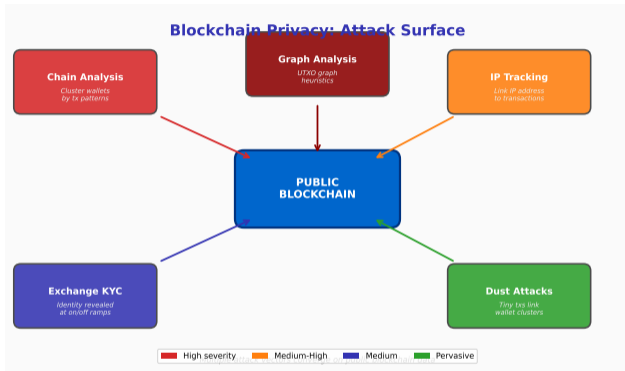 Blockchain Privacy: Attack Surface
Chain Analysis
Cluster wallets
by tx patterns
Graph Analysis
UTXO graph
heuristics
IP Tracking
Link IP address
to transactions
PUBLIC
BLOCKCHAIN
Exchange KYC
Identity revealed
at on/off ramps
Dust Attacks
Tiny txs link
wallet clusters
High severity
Medium-High
Medium
Pervasive